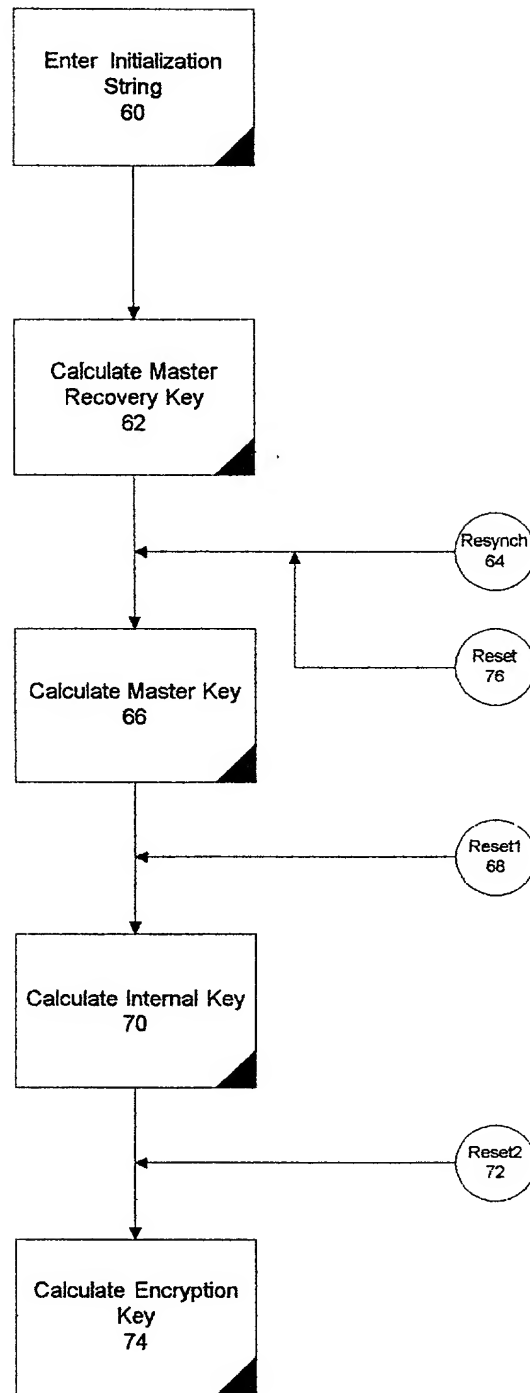 Enter Initialization
String
60
Calculate Master
Recovery Key
62
Resynch
64
Reset
76
Calculate Master Key
66
Reset1
68
Calculate Internal Key
70
Reset2
72
Calculate Encryption
Key
74